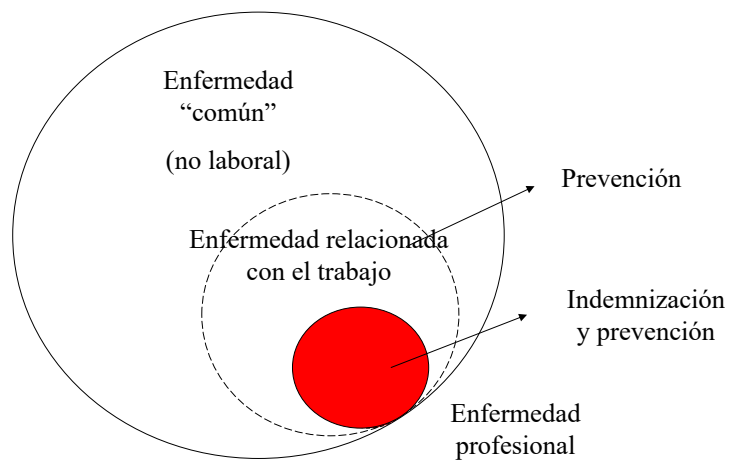 Enfermedad
“común”
(no laboral)
Prevención
Enfermedad relacionada
con el trabajo
Indemnización
y prevención
Enfermedad
profesional